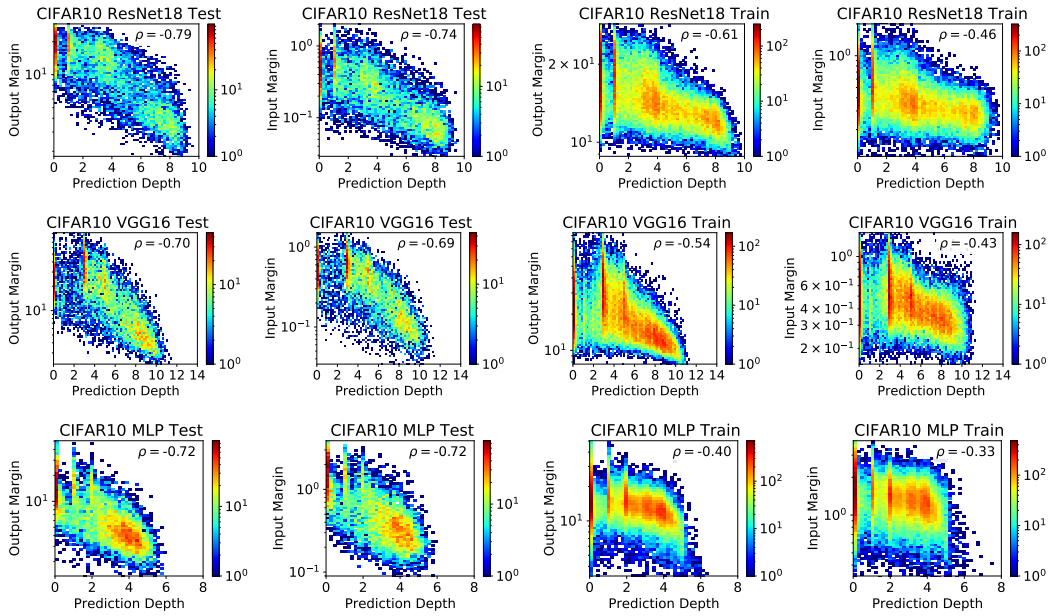 CIFAR10 ResNet18 Test
ρ = -0.79
Output Margin
10¹
0 2 4 6 8 10
Prediction Depth
10¹
10⁰
CIFAR10 ResNet18 Test
ρ = -0.74
Input Margin
10⁰
10⁻¹
0 2 4 6 8 10
Prediction Depth
10¹
10⁰
CIFAR10 ResNet18 Train
ρ = -0.61
Output Margin
2 × 10¹
10¹
0 2 4 6 8 10
Prediction Depth
10²
10¹
10⁰
CIFAR10 ResNet18 Train
ρ = -0.46
Input Margin
10⁰
0 2 4 6 8 10
Prediction Depth
10²
10¹
10⁰
CIFAR10 VGG16 Test
ρ = -0.70
Output Margin
10¹
0 2 4 6 8 10 12 14
Prediction Depth
10¹
10⁰
CIFAR10 VGG16 Test
ρ = -0.69
Input Margin
10⁰
10⁻¹
0 2 4 6 8 10 12 14
Prediction Depth
10¹
10⁰
CIFAR10 VGG16 Train
ρ = -0.54
Output Margin
10¹
0 2 4 6 8 10 12 14
Prediction Depth
10²
10¹
10⁰
CIFAR10 VGG16 Train
ρ = -0.43
Input Margin
10⁰
6 × 10⁻¹
4 × 10⁻¹
3 × 10⁻¹
2 × 10⁻¹
0 2 4 6 8 10 12 14
Prediction Depth
10²
10¹
10⁰
CIFAR10 MLP Test
ρ = -0.72
Output Margin
10¹
0 2 4 6 8
Prediction Depth
10¹
10⁰
CIFAR10 MLP Test
ρ = -0.72
Input Margin
10⁰
10⁻¹
0 2 4 6 8
Prediction Depth
10¹
10⁰
CIFAR10 MLP Train
ρ = -0.40
Output Margin
10¹
0 2 4 6 8
Prediction Depth
10²
10¹
10⁰
CIFAR10 MLP Train
ρ = -0.33
Input Margin
10⁰
0 2 4 6 8
Prediction Depth
10²
10¹
10⁰